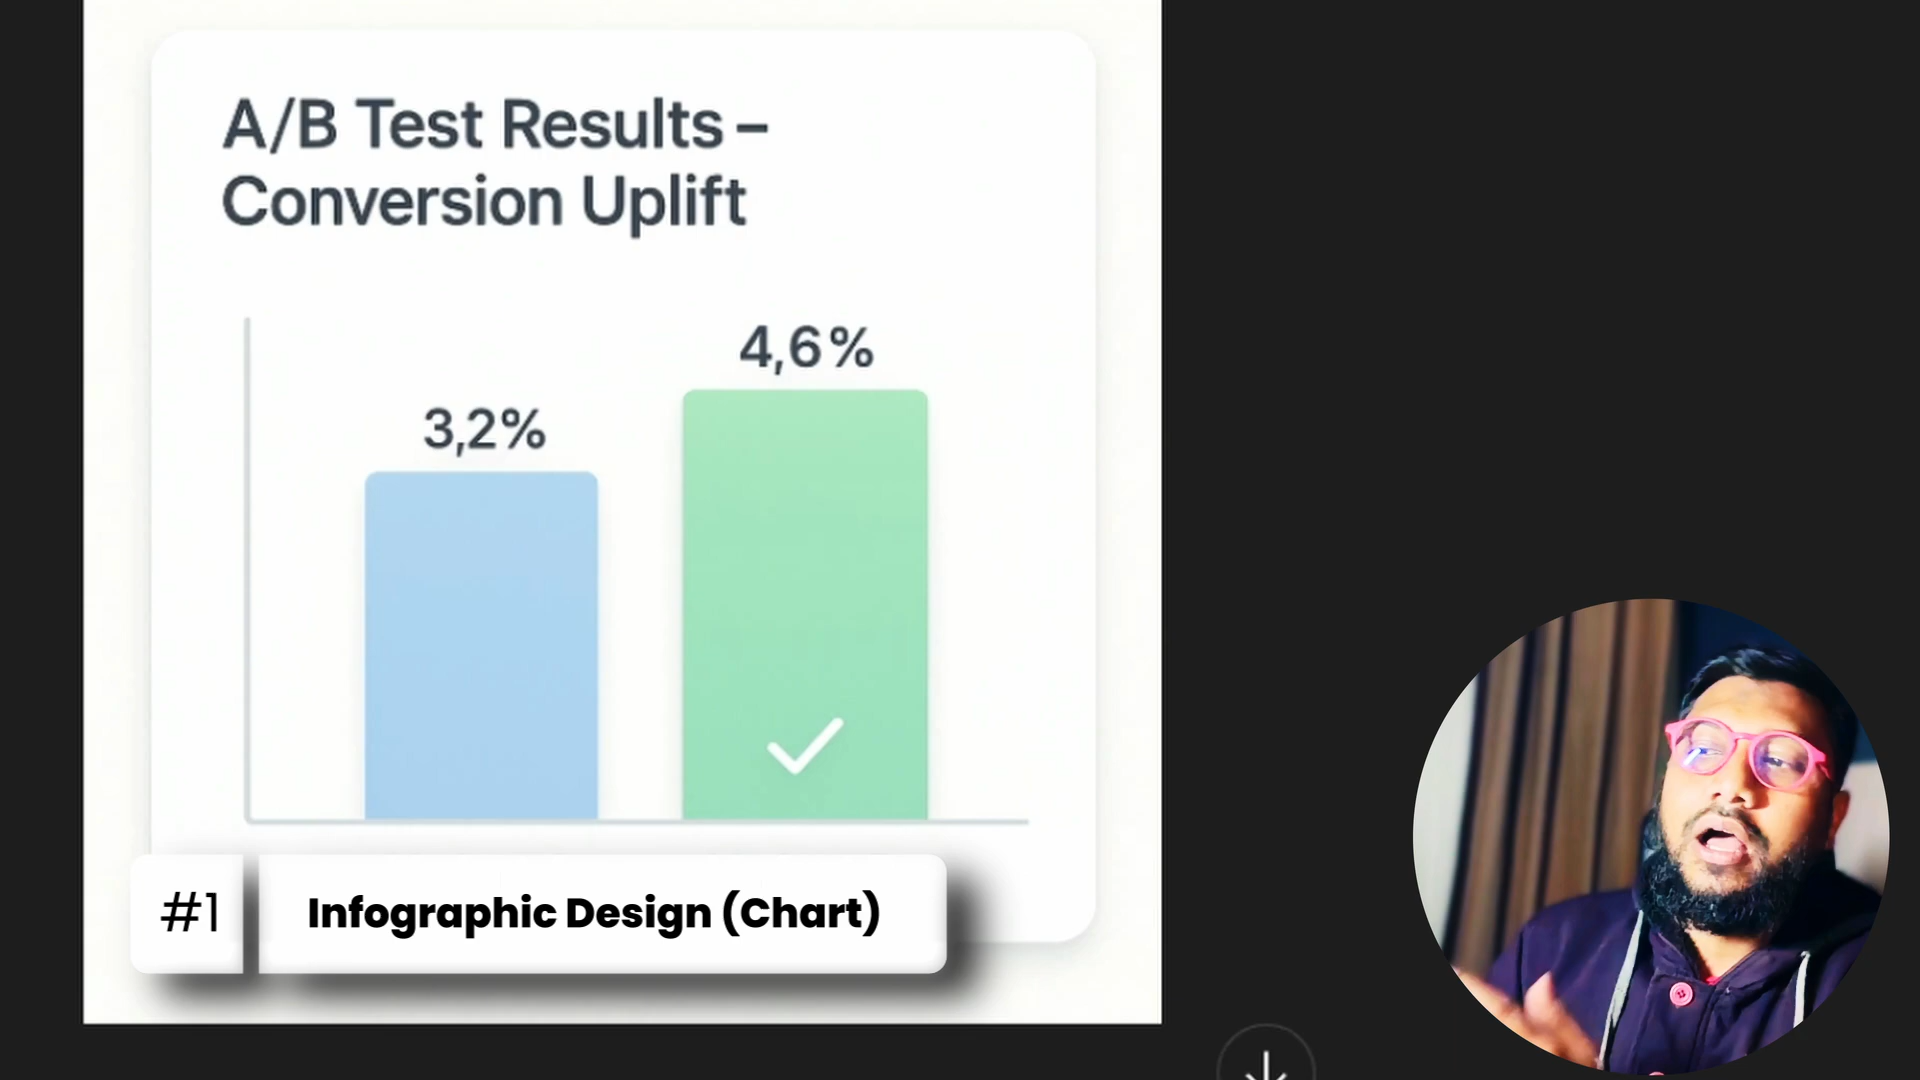 A/B Test Results –
Conversion Uplift
4,6%
3,2%
#1
Infographic Design (Chart)